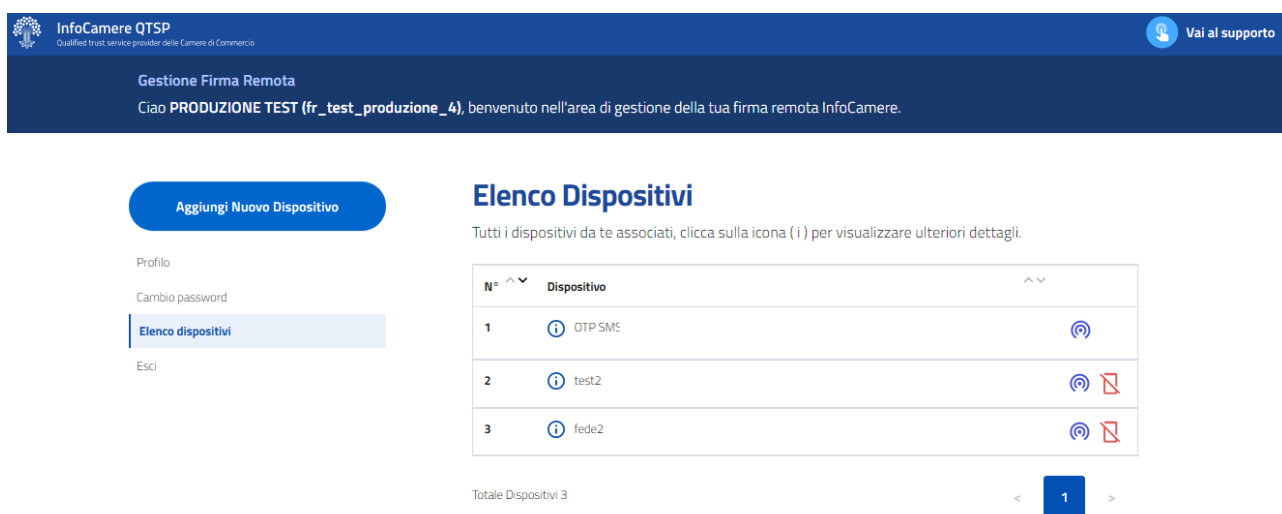 InfoCamere QTSP
Qualified trust service provider delle Camere di Commercio
Vai al supporto
Gestione Firma Remota
Ciao PRODUZIONE TEST (fr_test_produzione_4), benvenuto nell'area di gestione della tua firma remota InfoCamere.
Aggiungi Nuovo Dispositivo
Profilo
Cambio password
Elenco dispositivi
Esci
Elenco Dispositivi
Tutti i dispositivi da te associati, clicca sulla icona ( i ) per visualizzare ulteriori dettagli.
N° Dispositivo
1 OTP SMS
2 test2
3 fede2
Totale Dispositivi 3
< 1 >